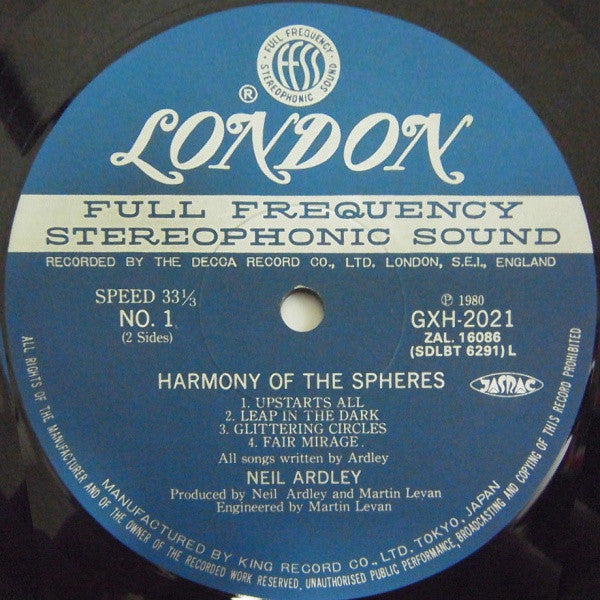 FULL FREQUENCY
FFSS
STEREOPHONIC SOUND
® LONDON
FULL FREQUENCY
STEREOPHONIC SOUND
RECORDED BY THE DECCA RECORD CO., LTD. LONDON, S.E.I., ENGLAND
SPEED 33⅓
NO. 1
(2 Sides)
℗ 1980
GXH-2021
ZAL. 16086
(SDLBT 6291) L
HARMONY OF THE SPHERES
JASRAC
1. UPSTARTS ALL
2. LEAP IN THE DARK
3. GLITTERING CIRCLES
4. FAIR MIRAGE.
All songs written by Ardley
NEIL ARDLEY
Produced by Neil Ardley and Martin Levan
Engineered by Martin Levan
MANUFACTURED BY KING RECORD CO., LTD. TOKYO, JAPAN
ALL RIGHTS OF THE MANUFACTURER AND OF THE OWNER OF THE RECORDED WORK RESERVED. UNAUTHORISED PUBLIC PERFORMANCE, BROADCASTING AND COPYING OF THIS RECORD PROHIBITED